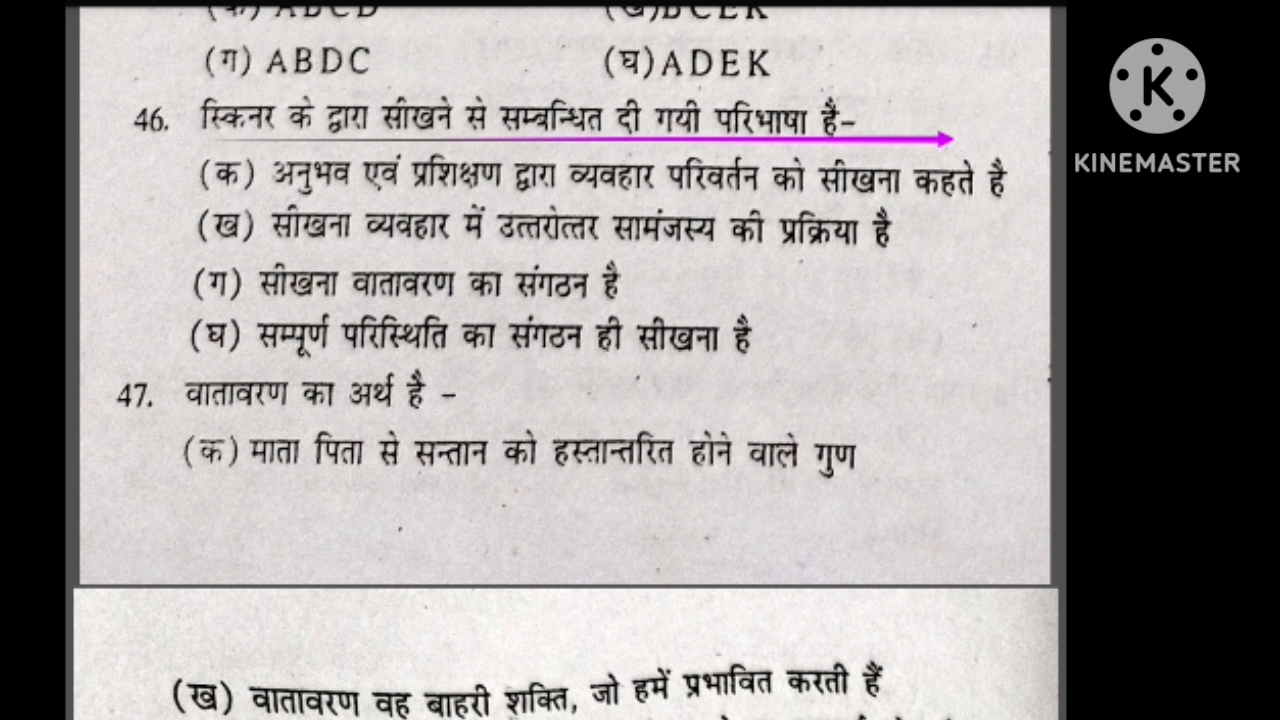 (क) ABCD (ख)BCEK
(ग) ABDC (घ)ADEK
46. स्किनर के द्वारा सीखने से सम्बन्धित दी गयी परिभाषा है-
(क) अनुभव एवं प्रशिक्षण द्वारा व्यवहार परिवर्तन को सीखना कहते है
(ख) सीखना व्यवहार में उत्तरोत्तर सामंजस्य की प्रक्रिया है
(ग) सीखना वातावरण का संगठन है
(घ) सम्पूर्ण परिस्थिति का संगठन ही सीखना है
47. वातावरण का अर्थ है -
(क) माता पिता से सन्तान को हस्तान्तरित होने वाले गुण
(ख) वातावरण वह बाहरी शक्ति, जो हमें प्रभावित करती हैं
K
KINEMASTER